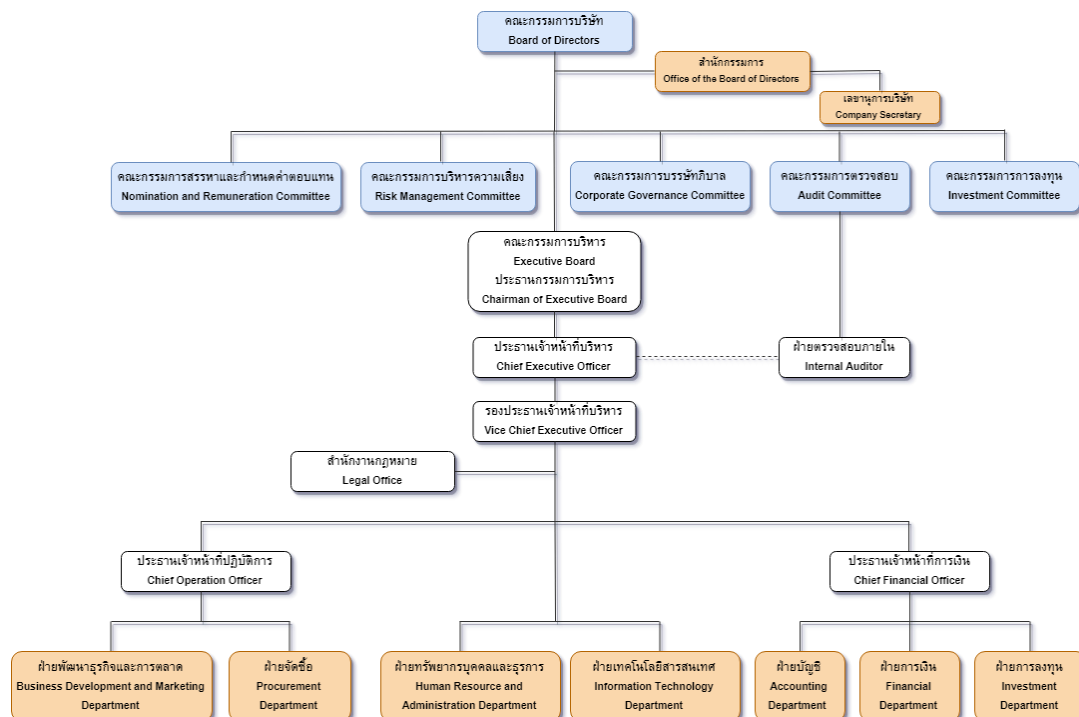 คณะกรรมการบริษัท
Board of Directors
สำนักกรรมการ
Office of the Board of Directors
เลขานุการบริษัท
Company Secretary
คณะกรรมการสรรหาและกำหนดค่าตอบแทน
Nomination and Remuneration Committee
คณะกรรมการบริหารความเสี่ยง
Risk Management Committee
คณะกรรมการบรรษัทภิบาล
Corporate Governance Committee
คณะกรรมการตรวจสอบ
Audit Committee
คณะกรรมการการลงทุน
Investment Committee
คณะกรรมการบริหาร
Executive Board
ประธานกรรมการบริหาร
Chairman of Executive Board
ประธานเจ้าหน้าที่บริหาร
Chief Executive Officer
ฝ่ายตรวจสอบภายใน
Internal Auditor
รองประธานเจ้าหน้าที่บริหาร
Vice Chief Executive Officer
สำนักงานกฎหมาย
Legal Office
ประธานเจ้าหน้าที่ปฏิบัติการ
Chief Operation Officer
ประธานเจ้าหน้าที่การเงิน
Chief Financial Officer
ฝ่ายพัฒนาธุรกิจและการตลาด
Business Development and Marketing
Department
ฝ่ายจัดซื้อ
Procurement
Department
ฝ่ายทรัพยากรบุคคลและธุรการ
Human Resource and
Administration Department
ฝ่ายเทคโนโลยีสารสนเทศ
Information Technology
Department
ฝ่ายบัญชี
Accounting
Department
ฝ่ายการเงิน
Financial
Department
ฝ่ายการลงทุน
Investment
Department